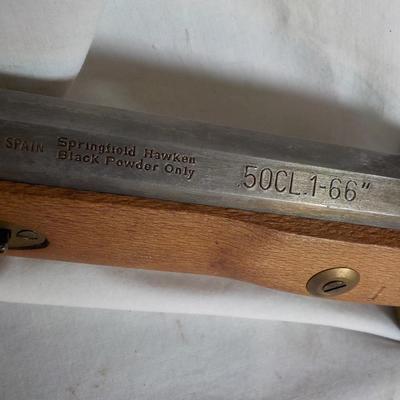 SPAIN Springfield Hawken
Black Powder Only
.50CL.1-66"